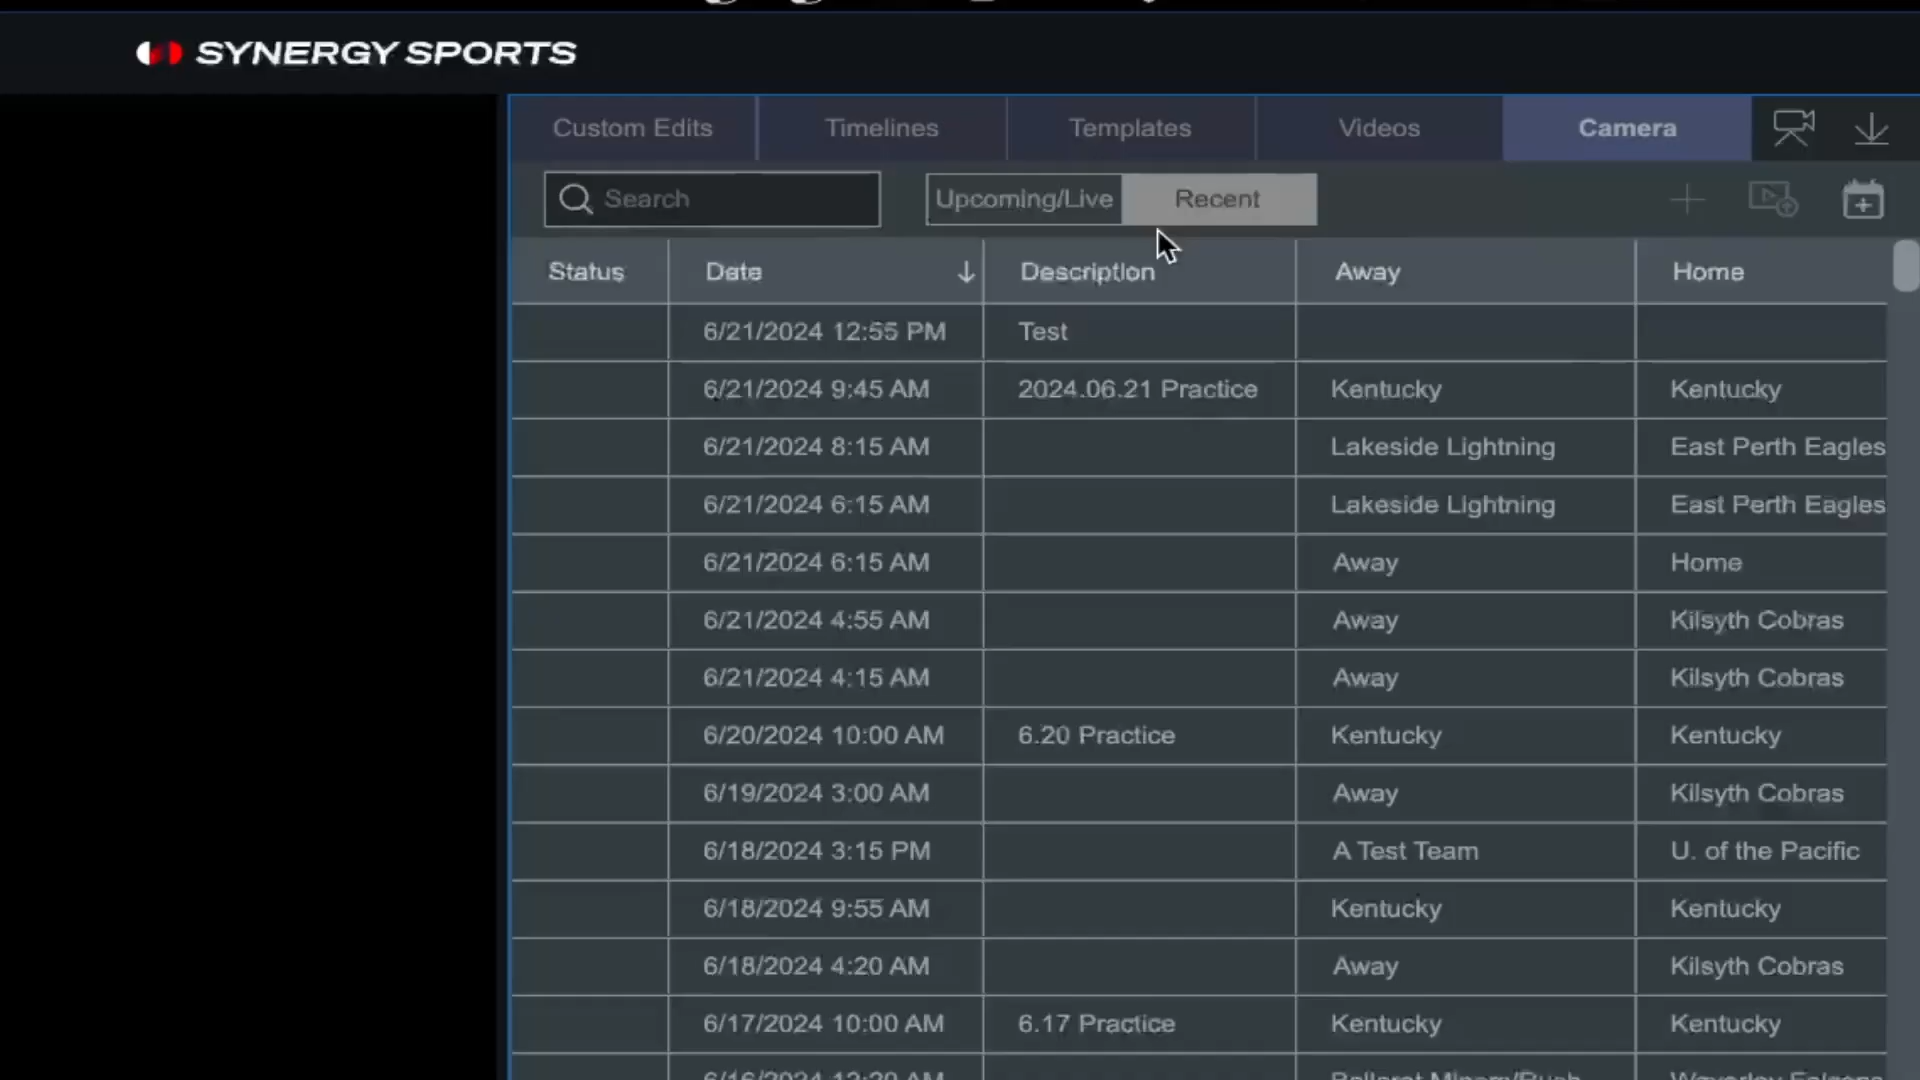 SYNERGY SPORTS
Custom Edits Timelines Templates Videos Camera
Search Upcoming/Live Recent
Status Date Description Away Home
6/21/2024 12:55 PM Test
6/21/2024 9:45 AM 2024.06.21 Practice Kentucky Kentucky
6/21/2024 8:15 AM Lakeside Lightning East Perth Eagles
6/21/2024 6:15 AM Lakeside Lightning East Perth Eagles
6/21/2024 6:15 AM Away Home
6/21/2024 4:55 AM Away Kilsyth Cobras
6/21/2024 4:15 AM Away Kilsyth Cobras
6/20/2024 10:00 AM 6.20 Practice Kentucky Kentucky
6/19/2024 3:00 AM Away Kilsyth Cobras
6/18/2024 3:15 PM A Test Team U. of the Pacific
6/18/2024 9:55 AM Kentucky Kentucky
6/18/2024 4:20 AM Away Kilsyth Cobras
6/17/2024 10:00 AM 6.17 Practice Kentucky Kentucky